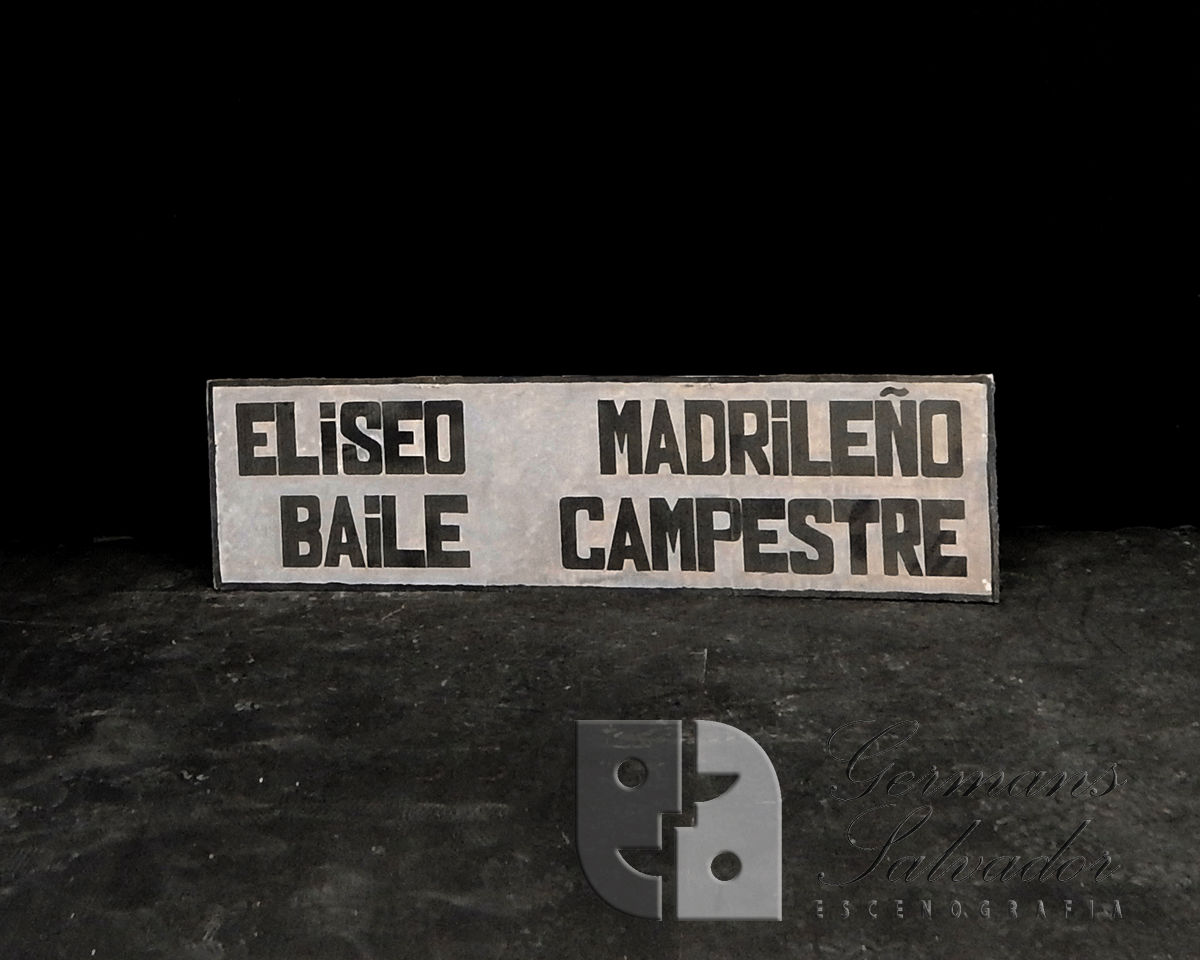 ELiSEO MADRiLEÑO
BAiLE CAMPESTRE
Germans
Salvador
ESCENOGRAFIA